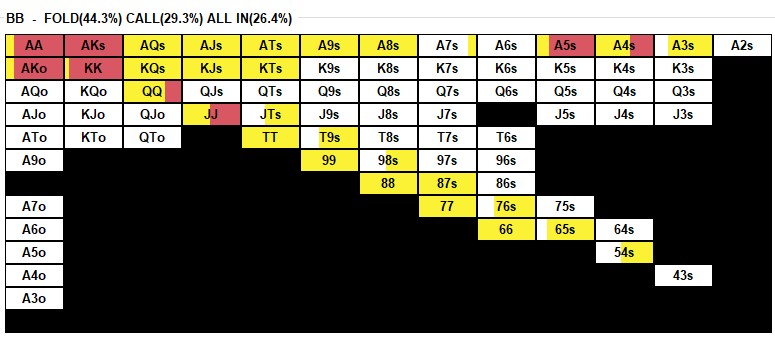 BB - FOLD(44.3%) CALL(29.3%) ALL IN(26.4%)
AA AKs AQs AJs ATs A9s A8s A7s A6s A5s A4s A3s A2s
AKo KK KQs KJs KTs K9s K8s K7s K6s K5s K4s K3s
AQo KQo QQ QJs QTs Q9s Q8s Q7s Q6s Q5s Q4s Q3s
AJo KJo QJo JJ JTs J9s J8s J7s J5s J4s J3s
ATo KTo QTo TT T9s T8s T7s T6s
A9o 99 98s 97s 96s
88 87s 86s
A7o 77 76s 75s
A6o 66 65s 64s
A5o 54s
A4o 43s
A3o